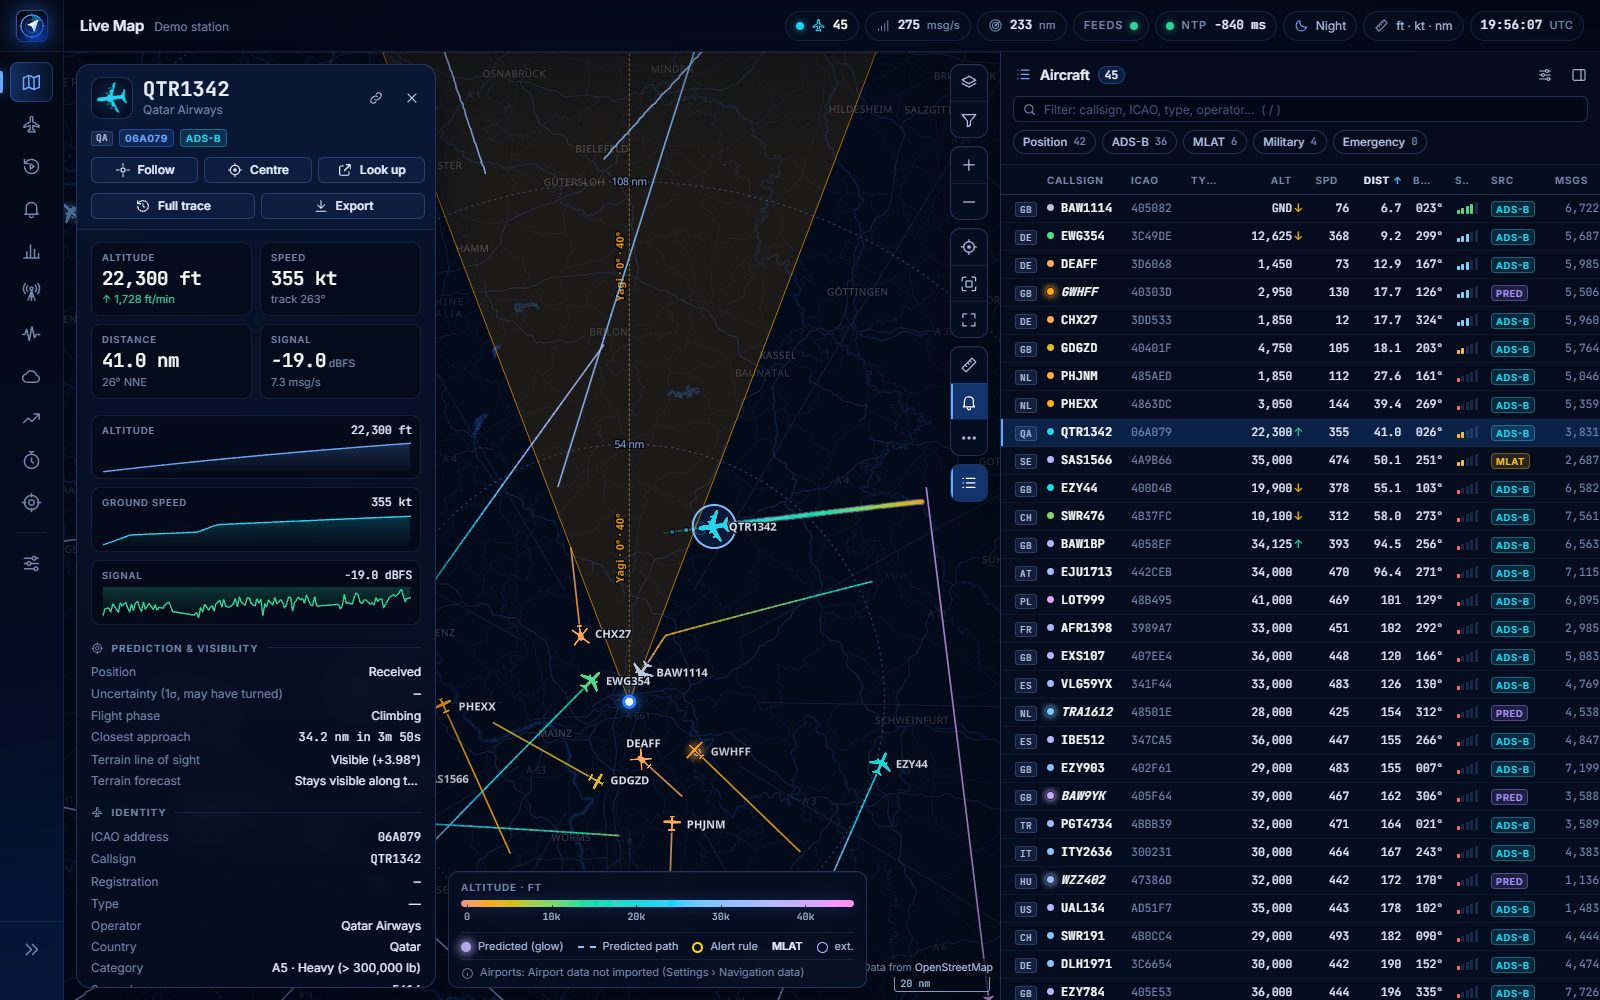 Live Map
Demo station
45
275 msg/s
233 nm
FEEDS
NTP -840 ms
Night
ft · kt · nm
19:56:07 UTC
QTR1342
Qatar Airways
QA
06A079
ADS-B
Follow
Centre
Look up
Full trace
Export
ALTITUDE
22,300 ft
↑ 1,728 ft/min
SPEED
355 kt
track 263°
DISTANCE
41.0 nm
26° NNE
SIGNAL
-19.0 dBFS
7.3 msg/s
ALTITUDE 22,300 ft
GROUND SPEED 355 kt
SIGNAL -19.0 dBFS
PREDICTION & VISIBILITY
Position Received
Uncertainty (1σ, may have turned) –
Flight phase Climbing
Closest approach 34.2 nm in 3m 50s
Terrain line of sight Visible (+3.98°)
Terrain forecast Stays visible along t...
IDENTITY
ICAO address 06A079
Callsign QTR1342
Registration –
Type —
Operator Qatar Airways
Country Qatar
Category A5 · Heavy (> 300,000 lb)
OSNABRÜCK
MINDEN
HILDESHEIM
SALZGIT
A 1
BIELEFELD
STER
GÜTERSLOH
108 nm
HAMM
Yagi · 0° · 40°
GÖTTINGEN
BRILON
KASSEL
BAUNATAL
A 4
54 nm
A 4
Yagi · 0° · 40°
QTR1342
CHX27
BAW1114
EWG354
A 661
PHEXX
MAINZ
SCHWEINFURT
DEAFF
GWHFF
EZY44
A 63
GDGZD
S1566
A 3
PHJNM
WORMS
A 6
ALTITUDE · FT
0 10k 20k 30k 40k
Predicted (glow)
Predicted path
Alert rule
MLAT
ext.
Airports: Airport data not imported (Settings › Navigation data)
Data from OpenStreetMap
20 nm
Aircraft 45
Filter: callsign, ICAO, type, operator... ( / )
Position 42
ADS-B 36
MLAT 6
Military 4
Emergency 0
CALLSIGN ICAO TY... ALT SPD DIST ↑ B... S.. SRC MSGS
GB BAW1114 405082 GND↓ 76 6.7 023° ADS-B 6,722
DE EWG354 3C49DE 12,625↓ 368 9.2 299° ADS-B 5,687
DE DEAFF 3D6068 1,450 73 12.9 167° ADS-B 5,985
GB GWHFF 40303D 2,950 130 17.7 126° PRED 5,506
DE CHX27 3DD533 1,850 12 17.7 324° ADS-B 5,960
GB GDGZD 40401F 4,750 105 18.1 203° ADS-B 5,764
NL PHJNM 485AED 1,850 112 27.6 161° ADS-B 5,046
NL PHEXX 4863DC 3,050 144 39.4 269° ADS-B 5,359
QA QTR1342 06A079 22,300↑ 355 41.0 026° ADS-B 3,831
SE SAS1566 4A9B66 35,000 474 50.1 251° MLAT 2,687
GB EZY44 400D4B 19,900↓ 378 55.1 103° ADS-B 6,582
CH SWR476 4B37FC 10,100↓ 312 58.0 273° ADS-B 7,561
GB BAW1BP 4058EF 34,125↑ 393 94.5 256° ADS-B 6,563
AT EJU1713 442CEB 34,000 470 96.4 271° ADS-B 7,115
PL LOT999 48B495 41,000 469 101 129° ADS-B 6,095
FR AFR1398 3989A7 33,000 451 102 292° ADS-B 2,985
GB EXS107 407EE4 36,000 448 120 166° ADS-B 5,083
ES VLG59YX 341F44 33,000 483 126 130° ADS-B 4,769
NL TRA1612 48501E 28,000 425 154 312° PRED 4,538
ES IBE512 347CA5 36,000 447 155 266° ADS-B 4,847
GB EZY903 402F61 29,000 483 155 007° ADS-B 7,199
GB BAW9YK 405F64 39,000 467 162 306° PRED 3,588
TR PGT4734 4BBB39 32,000 471 164 021° ADS-B 3,589
IT ITY2636 300231 30,000 464 167 243° ADS-B 4,383
HU WZZ402 47386D 32,000 442 172 170° PRED 1,136
US UAL134 AD51F7 35,000 443 178 102° ADS-B 1,483
CH SWR191 4B0CC4 29,000 493 182 090° ADS-B 4,444
DE DLH1971 3C6654 30,000 442 190 152° ADS-B 4,474
GB EZY784 405E53 36,000 444 196 335° ADS-B 7,726